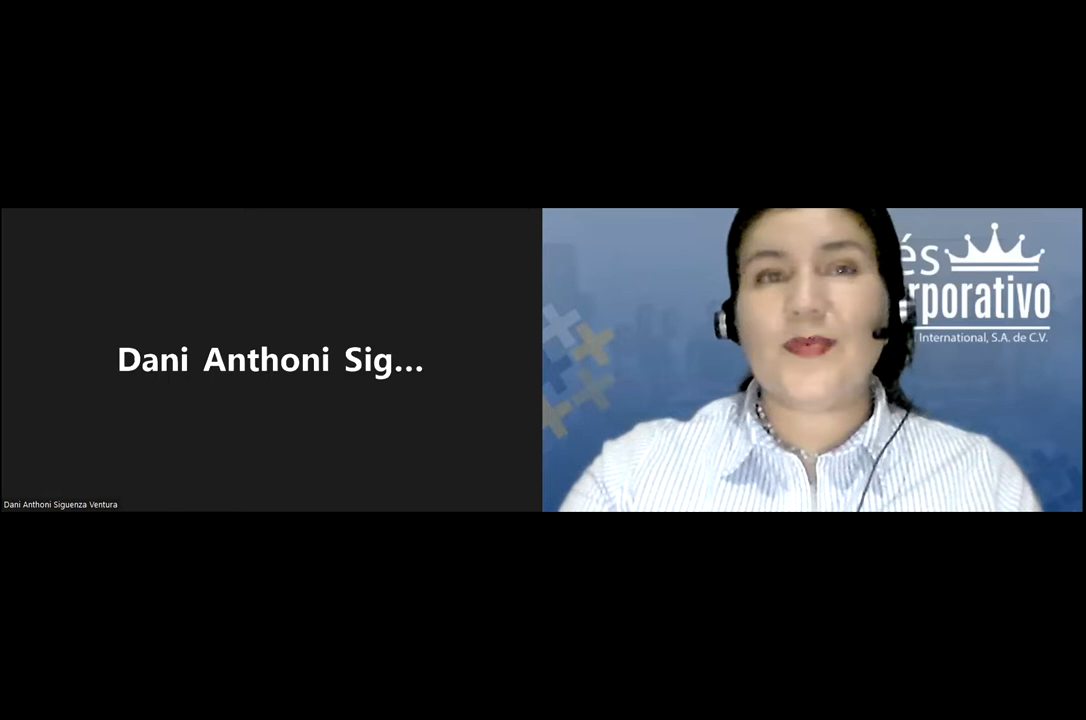 Dani Anthoni Sig...
Dani Anthoni Siguenza Ventura
és
rporativo
International, S.A. de C.V.